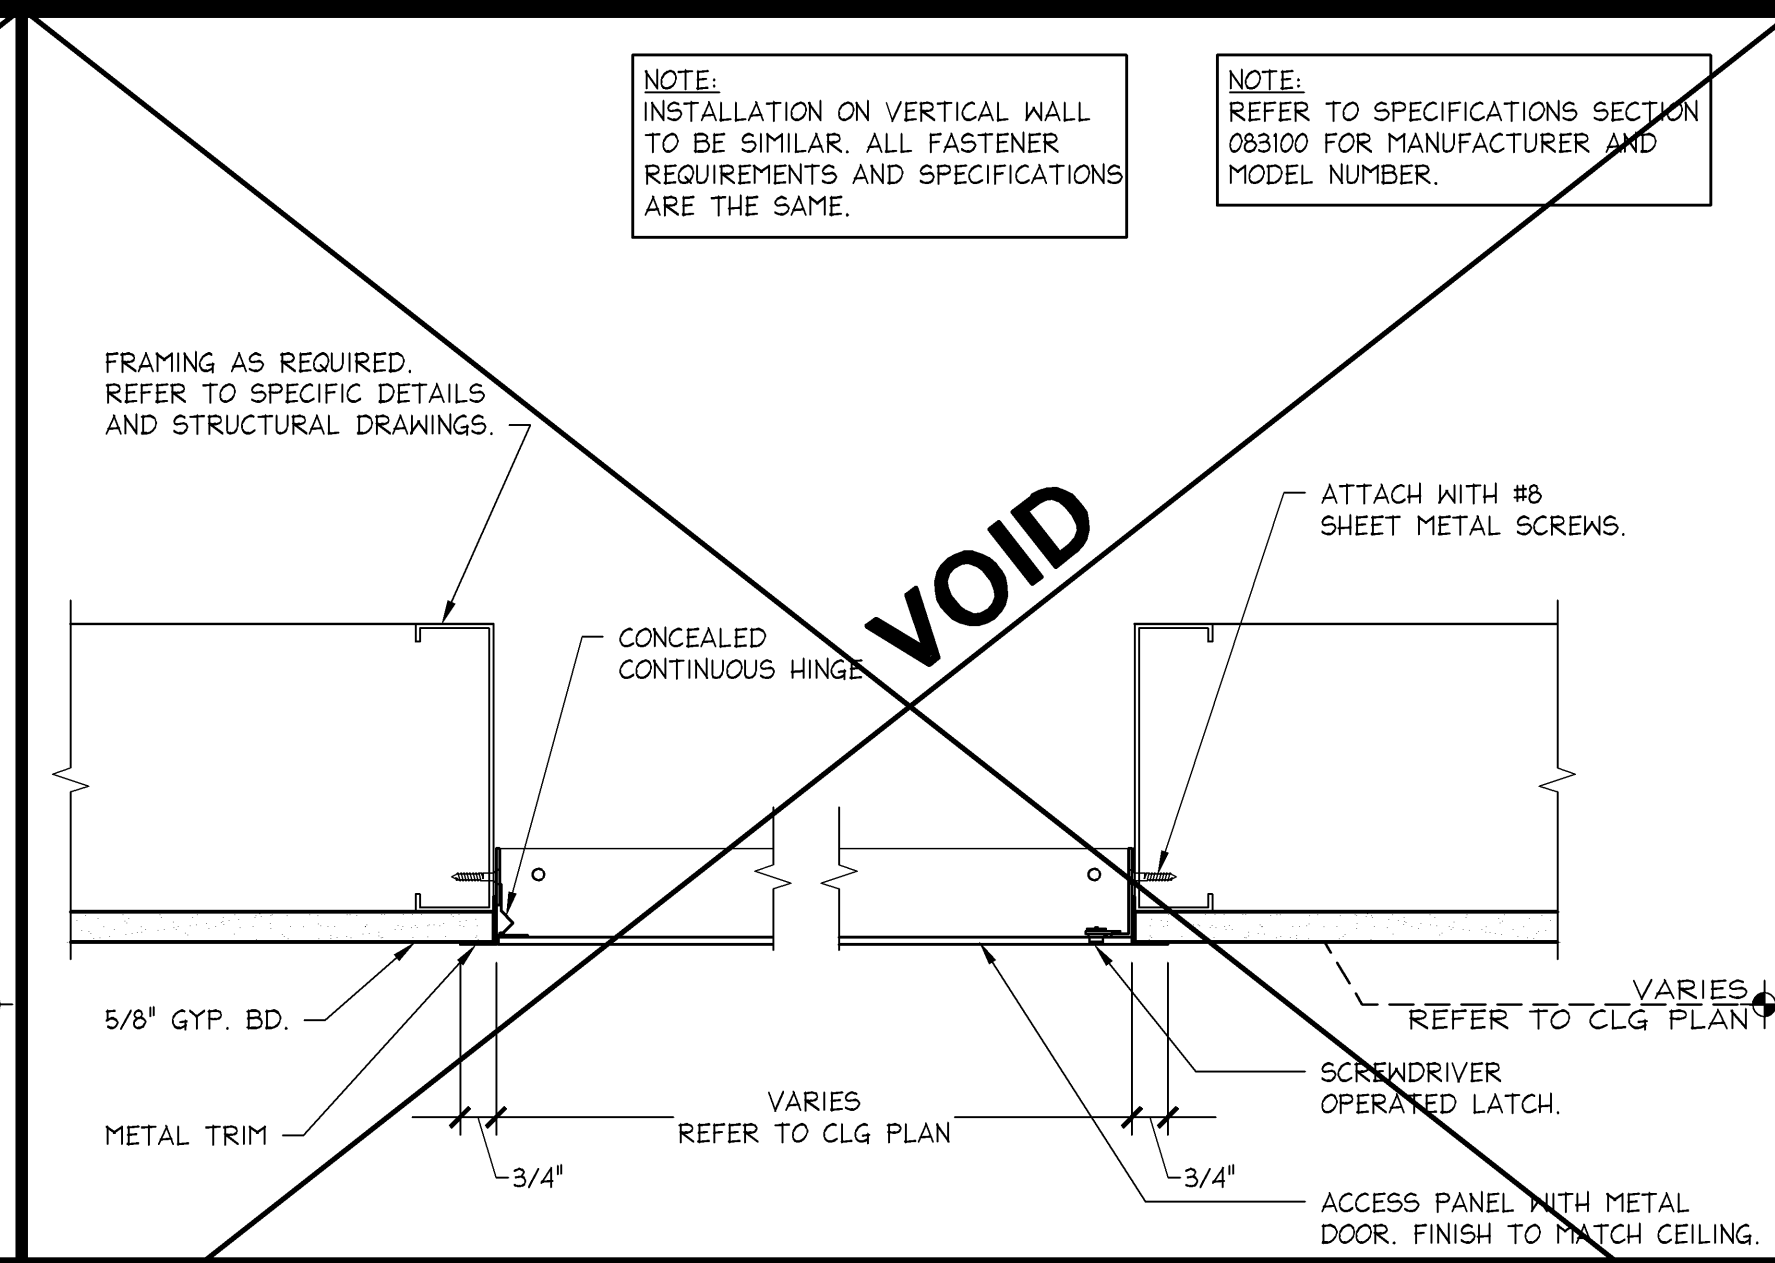 NOTE:
INSTALLATION ON VERTICAL WALL
TO BE SIMILAR. ALL FASTENER
REQUIREMENTS AND SPECIFICATIONS
ARE THE SAME.
NOTE:
REFER TO SPECIFICATIONS SECTION
083100 FOR MANUFACTURER AND
MODEL NUMBER.
FRAMING AS REQUIRED.
REFER TO SPECIFIC DETAILS
AND STRUCTURAL DRAWINGS.
ATTACH WITH #8
SHEET METAL SCREWS.
VOID
CONCEALED
CONTINUOUS HINGE
5/8" GYP. BD.
METAL TRIM
3/4"
VARIES
REFER TO CLG PLAN
3/4"
VARIES
REFER TO CLG PLAN
SCREWDRIVER
OPERATED LATCH.
ACCESS PANEL WITH METAL
DOOR. FINISH TO MATCH CEILING.